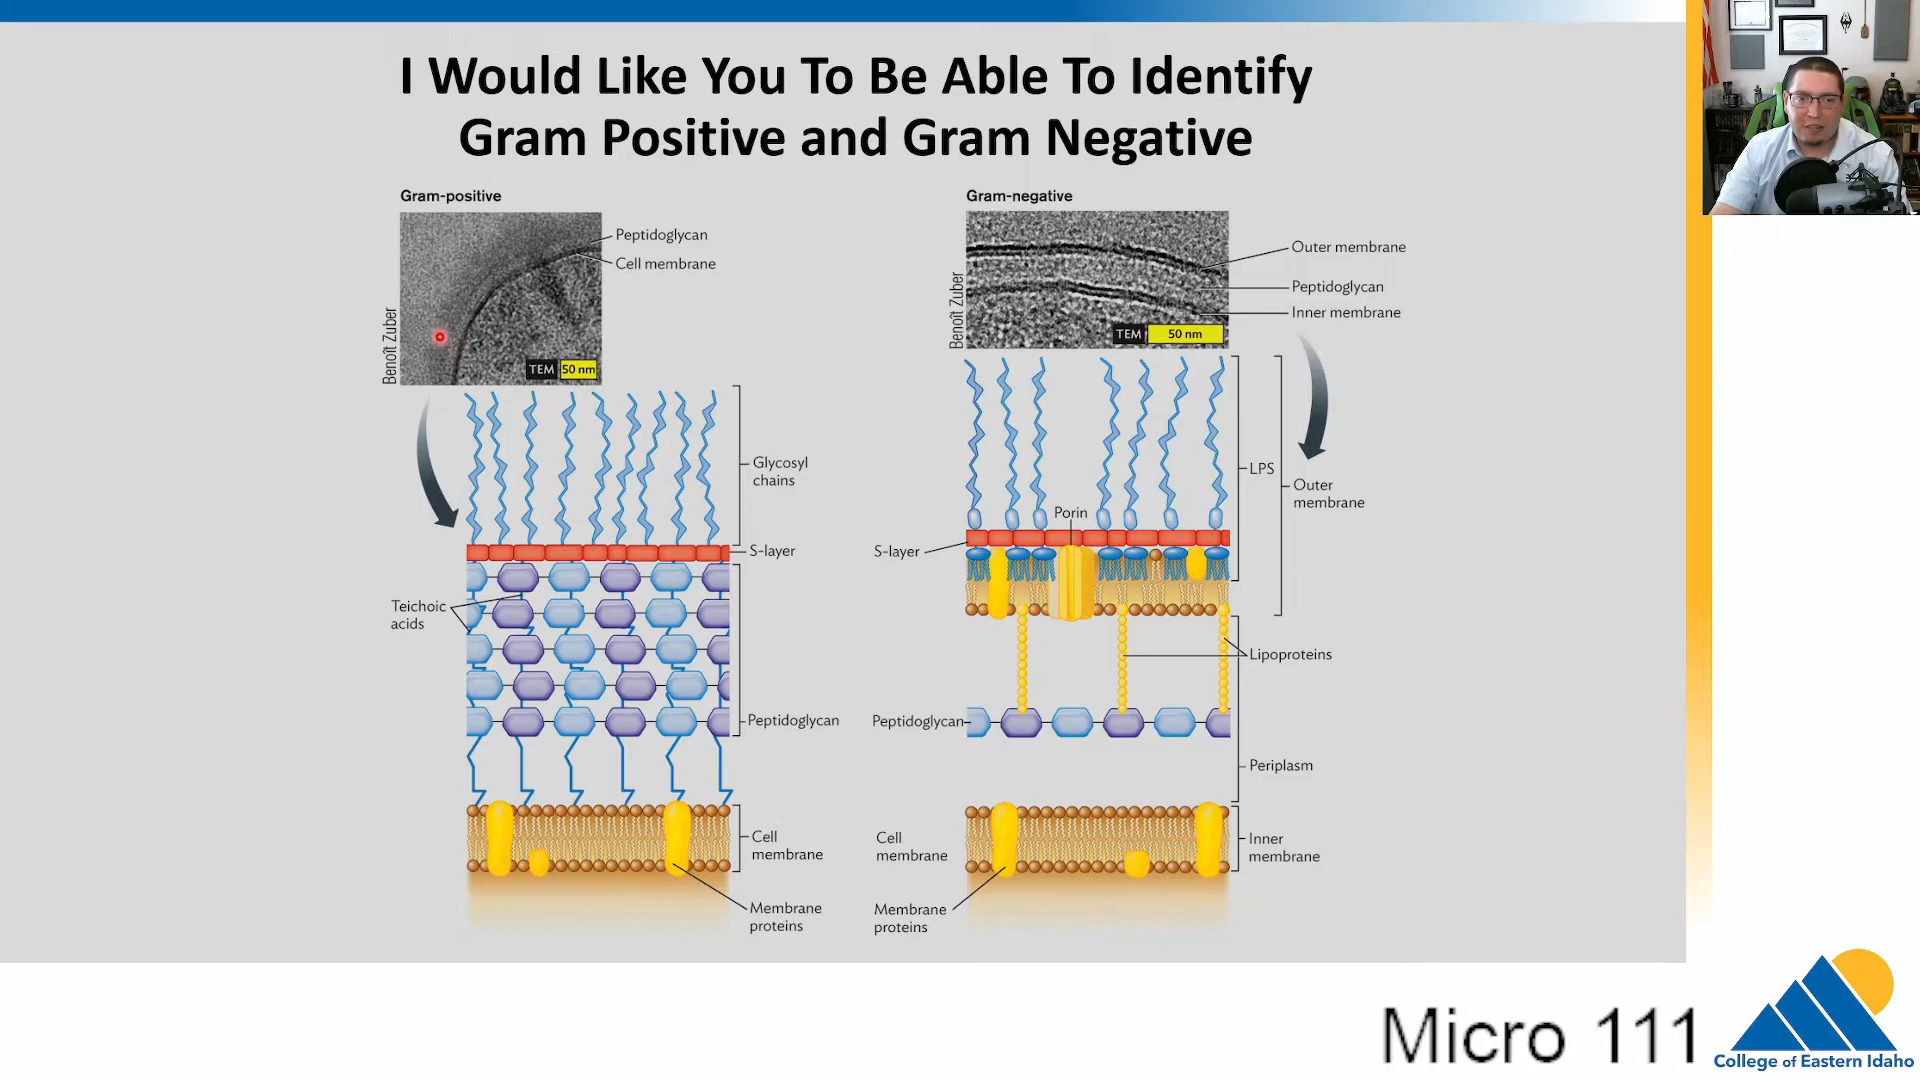 I Would Like You To Be Able To Identify
Gram Positive and Gram Negative
Gram-positive
Peptidoglycan
Cell membrane
Benoît Zuber
TEM
50 nm
Glycosyl
chains
S-layer
Teichoic
acids
Peptidoglycan
Cell
membrane
Membrane
proteins
Gram-negative
Outer membrane
Peptidoglycan
Inner membrane
Benoît Zuber
TEM
50 nm
LPS
Outer
membrane
Porin
S-layer
Lipoproteins
Peptidoglycan
Periplasm
Cell
membrane
Inner
membrane
Membrane
proteins
Micro 111
College of Eastern Idaho